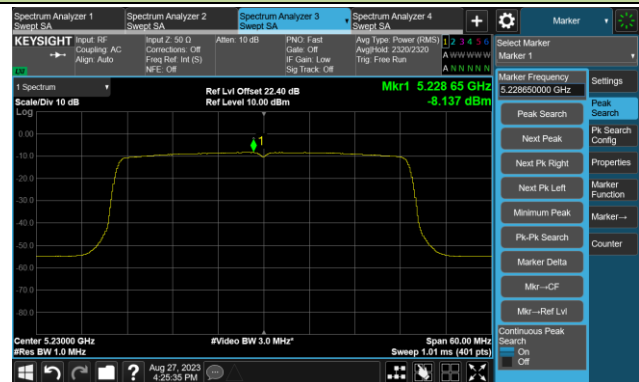 Spectrum Analyzer 1
Swept SA
Spectrum Analyzer 2
Swept SA
Spectrum Analyzer 3
Swept SA
Spectrum Analyzer 4
Swept SA
+
Marker
KEYSIGHT
Input: RF
Coupling: AC
Align: Auto
Input Z: 50 Ω
Corrections: Off
Freq Ref: Int (S)
NFE: Off
Atten: 10 dB
PNO: Fast
Gate: Off
IF Gain: Low
Sig Track: Off
Avg Type: Power (RMS)
Avg|Hold: 2320/2320
Trig: Free Run
1 2 3 4 5 6
A W W W W W
A N N N N N
LW
Select Marker
Marker 1
1 Spectrum
Scale/Div 10 dB
Log
Ref Lvl Offset 22.40 dB
Ref Level 10.00 dBm
Mkr1 5.228 65 GHz
-8.137 dBm
0.00
-10.0
-20.0
-30.0
-40.0
-50.0
-60.0
-70.0
-80.0
1
Center 5.23000 GHz
#Res BW 1.0 MHz
#Video BW 3.0 MHz*
Span 60.00 MHz
Sweep 1.01 ms (401 pts)
Marker Frequency
5.228650000 GHz
Peak Search
Next Peak
Next Pk Right
Next Pk Left
Minimum Peak
Pk-Pk Search
Marker Delta
Mkr→CF
Mkr→Ref Lvl
Continuous Peak
Search
On
Off
Settings
Peak
Search
Pk Search
Config
Properties
Marker
Function
Marker→
Counter
?
Aug 27, 2023
4:25:35 PM